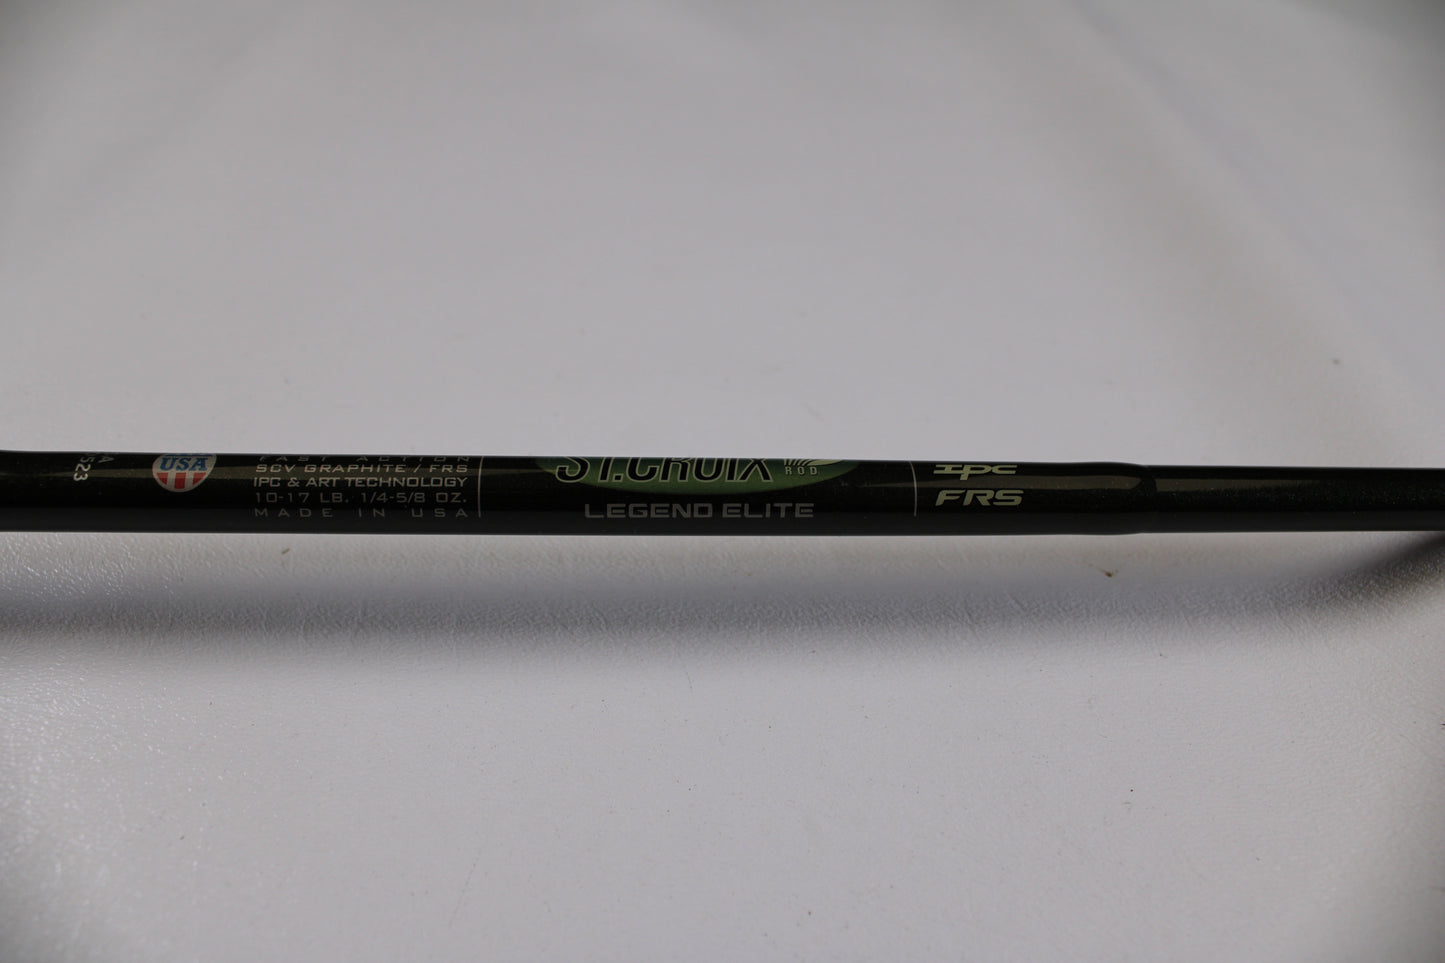 523
USA
FAST ACTION
SCV GRAPHITE / FRS
IPC & ART TECHNOLOGY
10-17 LB. 1/4-5/8 OZ.
MADE IN USA
ST.CROIX
ROD
LEGEND ELITE
IPC
FRS